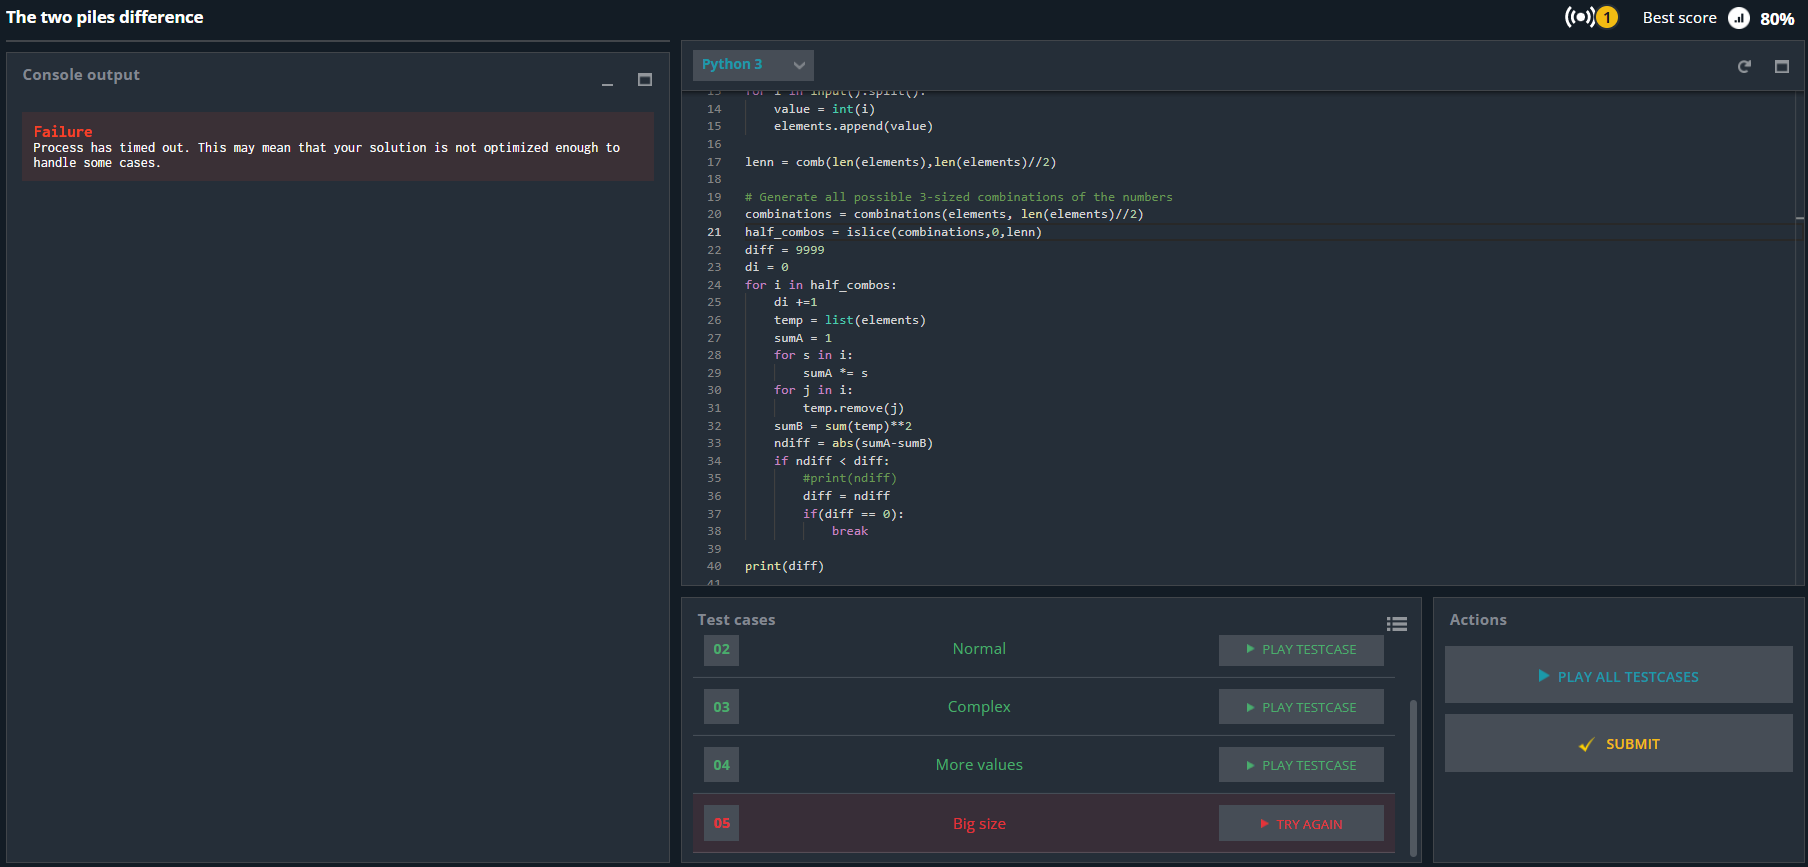 The two piles difference
1
Best score
80%
Console output
Failure
Process has timed out. This may mean that your solution is not optimized enough to
handle some cases.
Python 3
13 for i in input().split():
14 value = int(i)
15 elements.append(value)
16
17 lenn = comb(len(elements),len(elements)//2)
18
19 # Generate all possible 3-sized combinations of the numbers
20 combinations = combinations(elements, len(elements)//2)
21 half_combos = islice(combinations,0,lenn)
22 diff = 9999
23 di = 0
24 for i in half_combos:
25 di +=1
26 temp = list(elements)
27 sumA = 1
28 for s in i:
29 sumA *= s
30 for j in i:
31 temp.remove(j)
32 sumB = sum(temp)**2
33 ndiff = abs(sumA-sumB)
34 if ndiff < diff:
35 #print(ndiff)
36 diff = ndiff
37 if(diff == 0):
38 break
39
40 print(diff)
41
Test cases
02 Normal PLAY TESTCASE
03 Complex PLAY TESTCASE
04 More values PLAY TESTCASE
05 Big size TRY AGAIN
Actions
PLAY ALL TESTCASES
SUBMIT